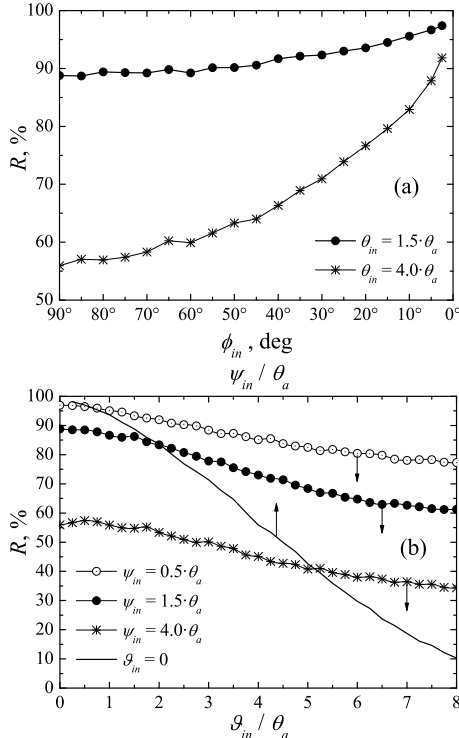 100
90
80
70
60
50
R, %
(a)
θin = 1.5·θa
θin = 4.0·θa
90° 80° 70° 60° 50° 40° 30° 20° 10° 0°
ϕin , deg
ψin / θa
100
90
80
70
60
50
40
30
20
10
0
R, %
(b)
ψin = 0.5·θa
ψin = 1.5·θa
ψin = 4.0·θa
ϑin = 0
0 1 2 3 4 5 6 7 8
ϑin / θa